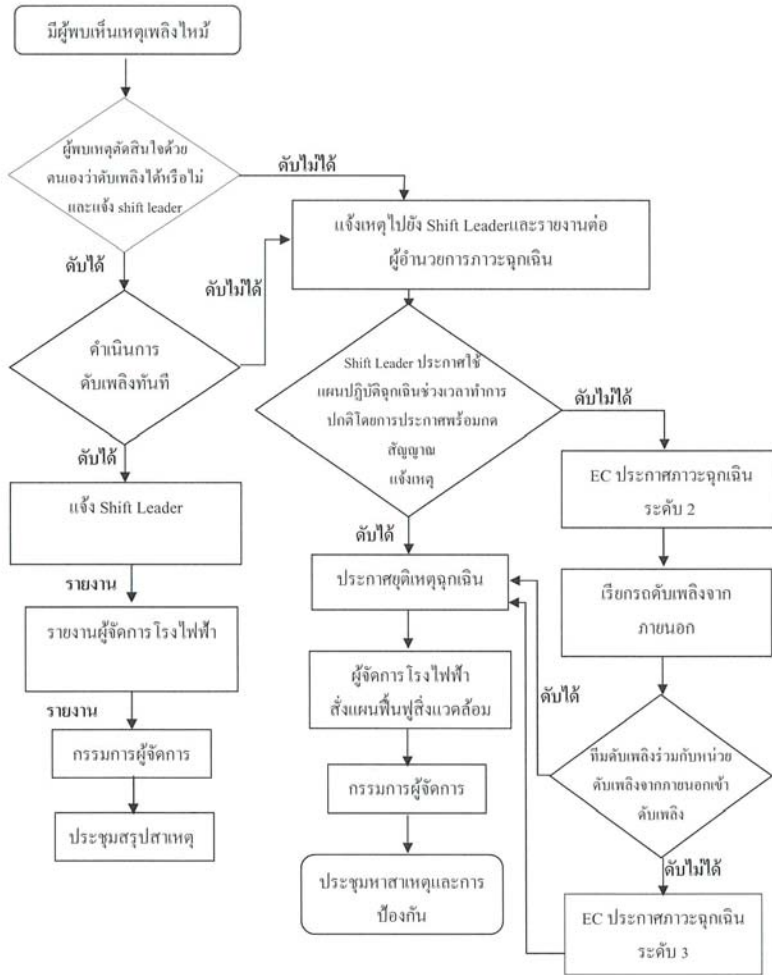 มีผู้พบเห็นเหตุเพลิงไหม้
ผู้พบเหตุตัดสินใจด้วย
ตนเองว่าดับเพลิงได้หรือไม่
และแจ้ง shift leader
ดับไม่ได้
แจ้งเหตุไปยัง Shift Leaderและรายงานต่อ
ผู้อำนวยการภาวะฉุกเฉิน
ดับได้
ดับไม่ได้
ดำเนินการ
ดับเพลิงทันที
Shift Leader ประกาศใช้
แผนปฏิบัติฉุกเฉินช่วงเวลาทำการ
ปกติโดยการประกาศพร้อมกด
สัญญาณ
แจ้งเหตุ
ดับไม่ได้
ดับได้
แจ้ง Shift Leader
EC ประกาศภาวะฉุกเฉิน
ระดับ 2
ดับได้
ประกาศยุติเหตุฉุกเฉิน
รายงาน
เรียกรถดับเพลิงจาก
ภายนอก
รายงานผู้จัดการโรงไฟฟ้า
ผู้จัดการโรงไฟฟ้า
สั่งแผนฟื้นฟูสิ่งแวดล้อม
ดับได้
รายงาน
กรรมการผู้จัดการ
ทีมดับเพลิงร่วมกับหน่วย
ดับเพลิงจากภายนอกเข้า
ดับเพลิง
กรรมการผู้จัดการ
ประชุมสรุปสาเหตุ
ดับไม่ได้
ประชุมหาสาเหตุและการ
ป้องกัน
EC ประกาศภาวะฉุกเฉิน
ระดับ 3